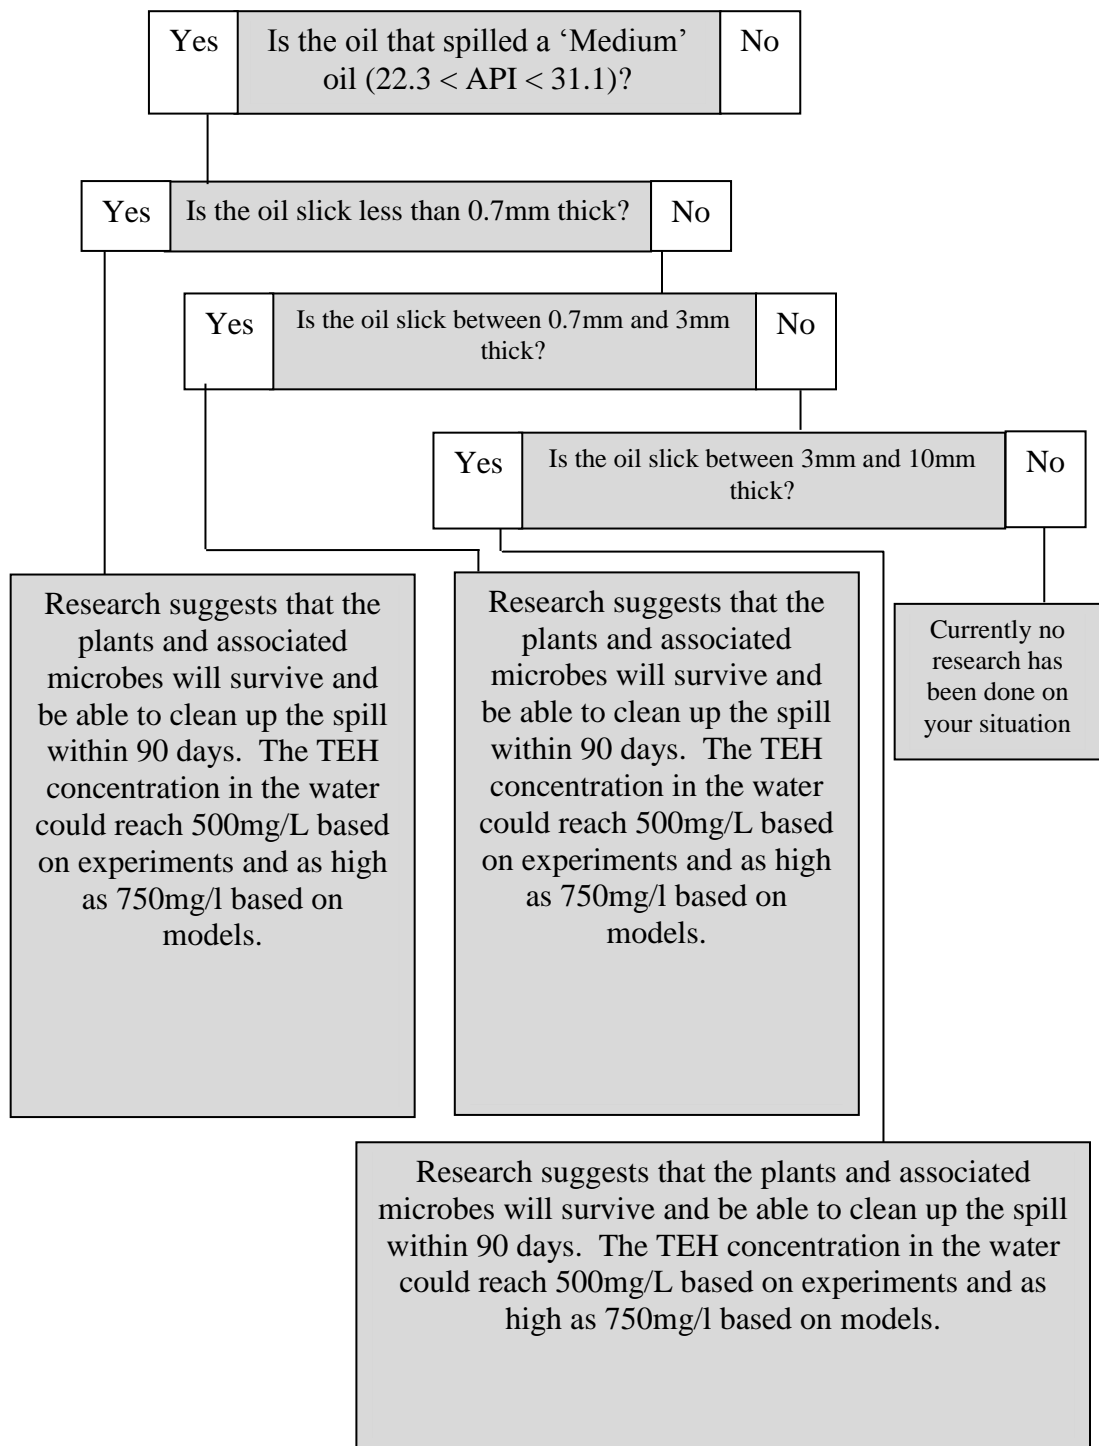 Yes
Is the oil that spilled a ‘Medium’
oil (22.3 < API < 31.1)?
No
Yes
Is the oil slick less than 0.7mm thick?
No
Yes
Is the oil slick between 0.7mm and 3mm
thick?
No
Yes
Is the oil slick between 3mm and 10mm
thick?
No
Research suggests that the
plants and associated
microbes will survive and
be able to clean up the spill
within 90 days.  The TEH
concentration in the water
could reach 500mg/L based
on experiments and as high
as 750mg/l based on
models.
Research suggests that the
plants and associated
microbes will survive and
be able to clean up the spill
within 90 days.  The TEH
concentration in the water
could reach 500mg/L based
on experiments and as high
as 750mg/l based on
models.
Currently no
research has
been done on
your situation
Research suggests that the plants and associated
microbes will survive and be able to clean up the spill
within 90 days.  The TEH concentration in the water
could reach 500mg/L based on experiments and as
high as 750mg/l based on models.